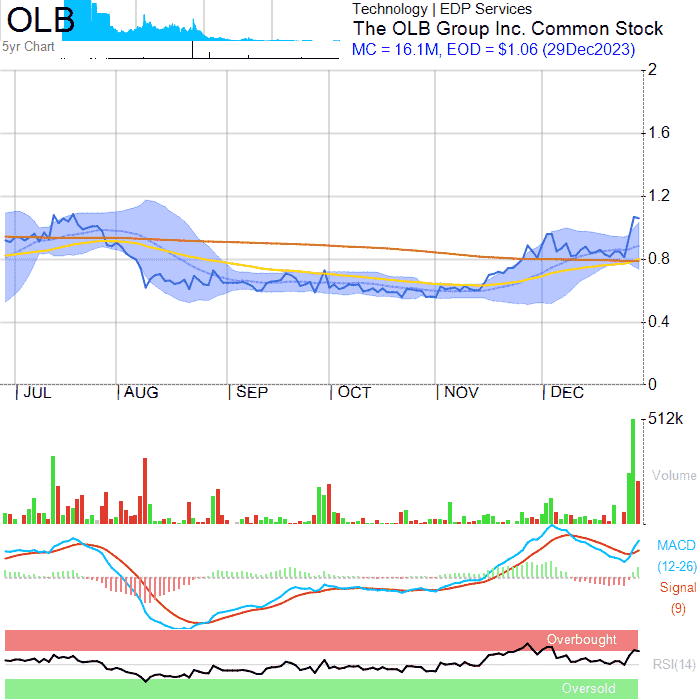 OLB
5yr Chart
Technology | EDP Services
The OLB Group Inc. Common Stock
MC = 16.1M, EOD = $1.06 (29Dec2023)
2
1.6
1.2
0.8
0.4
0
JUL AUG SEP OCT NOV DEC
512k
Volume
MACD
(12-26)
Signal
(9)
Overbought
RSI(14)
Oversold